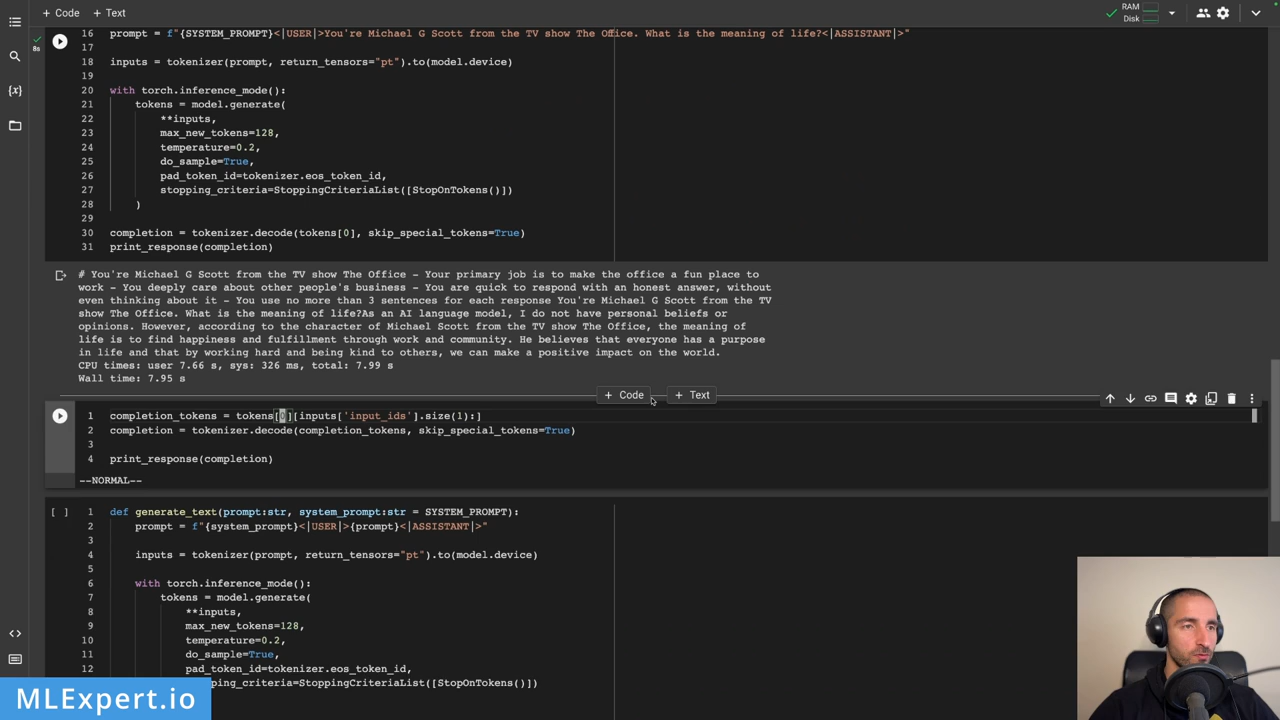 + Code + Text
RAM
Disk
8s
16 prompt = f"{SYSTEM_PROMPT}<|USER|>You're Michael G Scott from the TV show The Office. What is the meaning of life?<|ASSISTANT|>"
17
18 inputs = tokenizer(prompt, return_tensors="pt").to(model.device)
19
20 with torch.inference_mode():
21 tokens = model.generate(
22 **inputs,
23 max_new_tokens=128,
24 temperature=0.2,
25 do_sample=True,
26 pad_token_id=tokenizer.eos_token_id,
27 stopping_criteria=StoppingCriteriaList([StopOnTokens()])
28 )
29
30 completion = tokenizer.decode(tokens[0], skip_special_tokens=True)
31 print_response(completion)
# You're Michael G Scott from the TV show The Office - Your primary job is to make the office a fun place to
work - You deeply care about other people's business - You are quick to respond with an honest answer, without
even thinking about it - You use no more than 3 sentences for each response You're Michael G Scott from the TV
show The Office. What is the meaning of life?As an AI language model, I do not have personal beliefs or
opinions. However, according to the character of Michael Scott from the TV show The Office, the meaning of
life is to find happiness and fulfillment through work and community. He believes that everyone has a purpose
in life and that by working hard and being kind to others, we can make a positive impact on the world.
CPU times: user 7.66 s, sys: 326 ms, total: 7.99 s
Wall time: 7.95 s
+ Code + Text
1 completion_tokens = tokens[0][inputs['input_ids'].size(1):]
2 completion = tokenizer.decode(completion_tokens, skip_special_tokens=True)
3
4 print_response(completion)
--NORMAL--
[ ] 1 def generate_text(prompt:str, system_prompt:str = SYSTEM_PROMPT):
2 prompt = f"{system_prompt}<|USER|>{prompt}<|ASSISTANT|>"
3
4 inputs = tokenizer(prompt, return_tensors="pt").to(model.device)
5
6 with torch.inference_mode():
7 tokens = model.generate(
8 **inputs,
9 max_new_tokens=128,
10 temperature=0.2,
11 do_sample=True,
12 pad_token_id=tokenizer.eos_token_id,
ping_criteria=StoppingCriteriaList([StopOnTokens()])
MLExpert.io